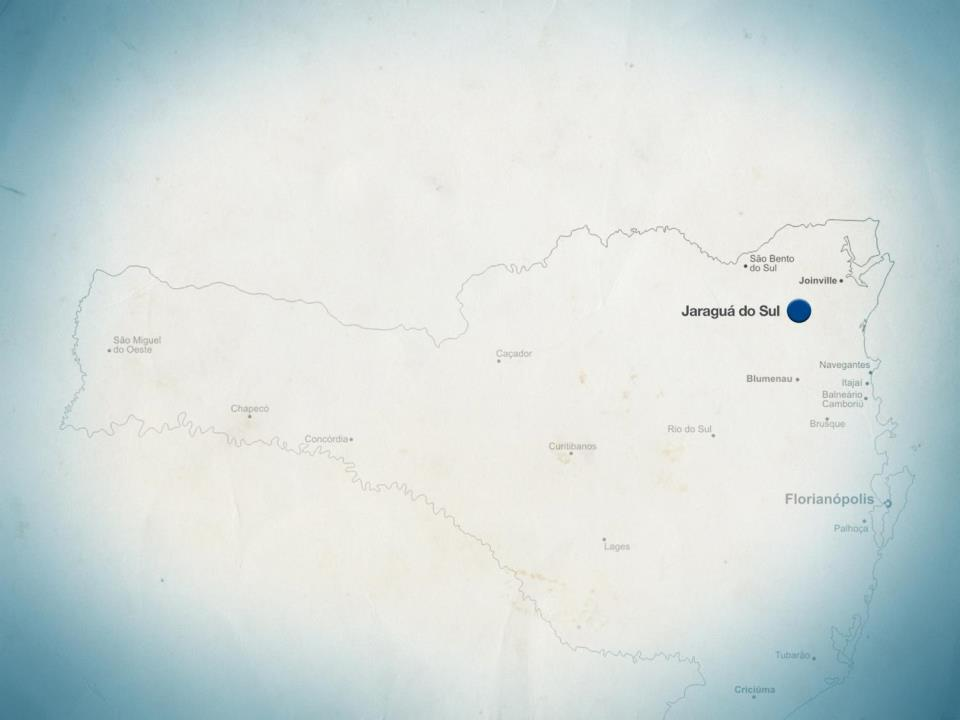 São Bento
do Sul
Joinville
Jaraguá do Sul
São Miguel
do Oeste
Caçador
Navegantes
Blumenau
Itajaí
Balneário
Camboriú
Chapecó
Brusque
Rio do Sul
Concórdia
Curitibanos
Florianópolis
Palhoça
Lages
Tubarão
Criciúma